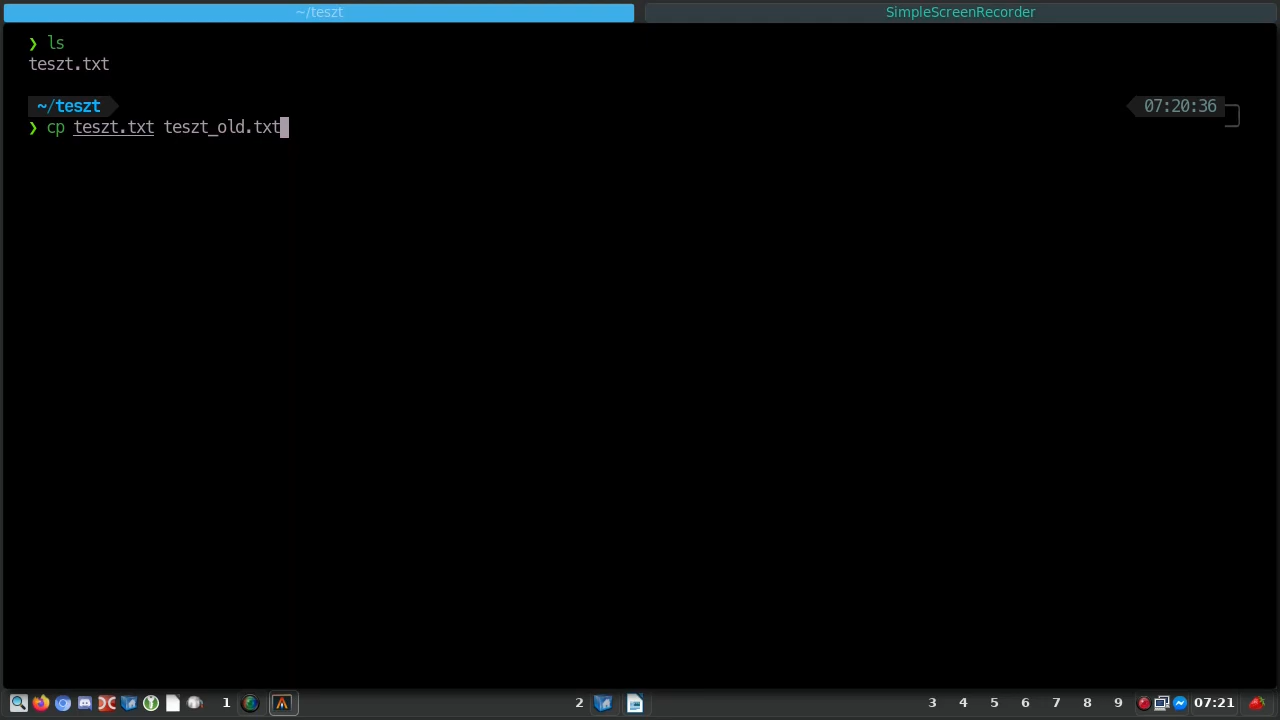 ~/teszt
SimpleScreenRecorder
❯ ls
teszt.txt
~/teszt
07:20:36
❯ cp teszt.txt teszt_old.txt
1
2
3 4 5 6 7 8 9
07:21